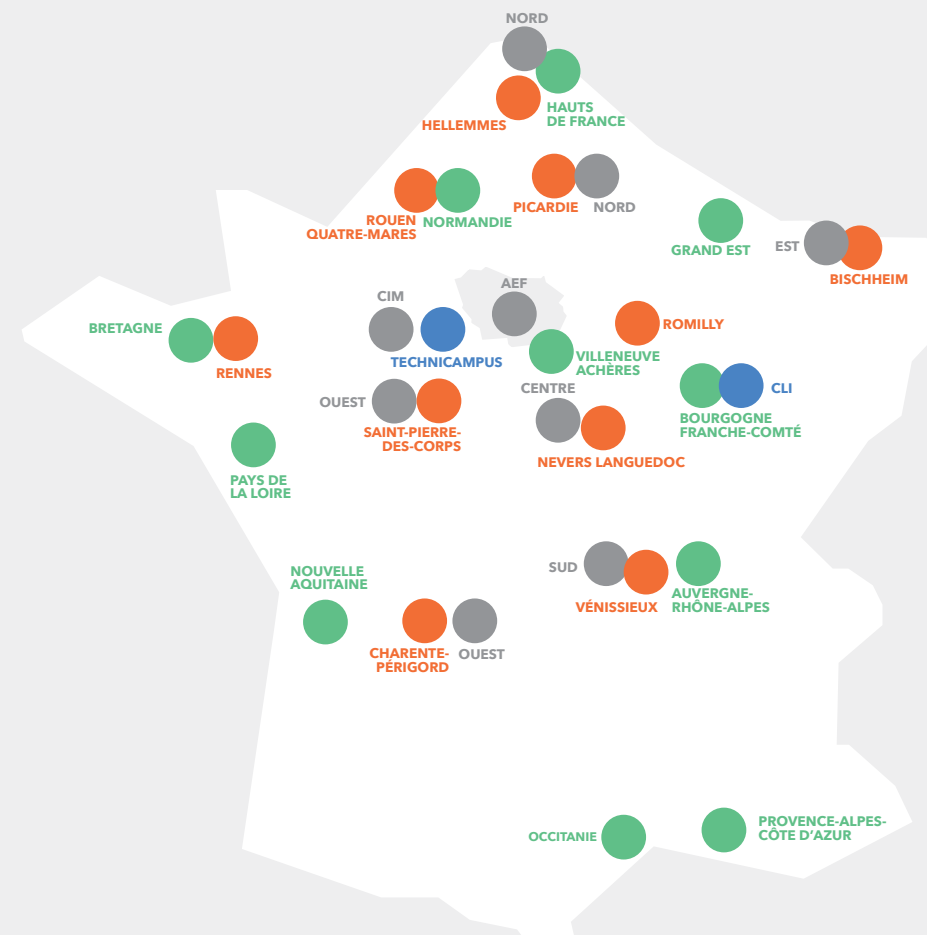 NORD
HAUTS
DE FRANCE
HELLEMMES
PICARDIE
NORD
ROUEN
QUATRE-MARES
NORMANDIE
GRAND EST
EST
BISCHHEIM
AEF
CIM
TECHNICAMPUS
ROMILLY
BRETAGNE
RENNES
VILLENEUVE
ACHÈRES
CENTRE
CLI
OUEST
SAINT-PIERRE-
DES-CORPS
BOURGOGNE
FRANCHE-COMTÉ
NEVERS LANGUEDOC
PAYS DE
LA LOIRE
SUD
NOUVELLE
AQUITAINE
VÉNISSIEUX
AUVERGNE-
RHÔNE-ALPES
CHARENTE-
PÉRIGORD
OUEST
PROVENCE-ALPES-
CÔTE D’AZUR
OCCITANIE